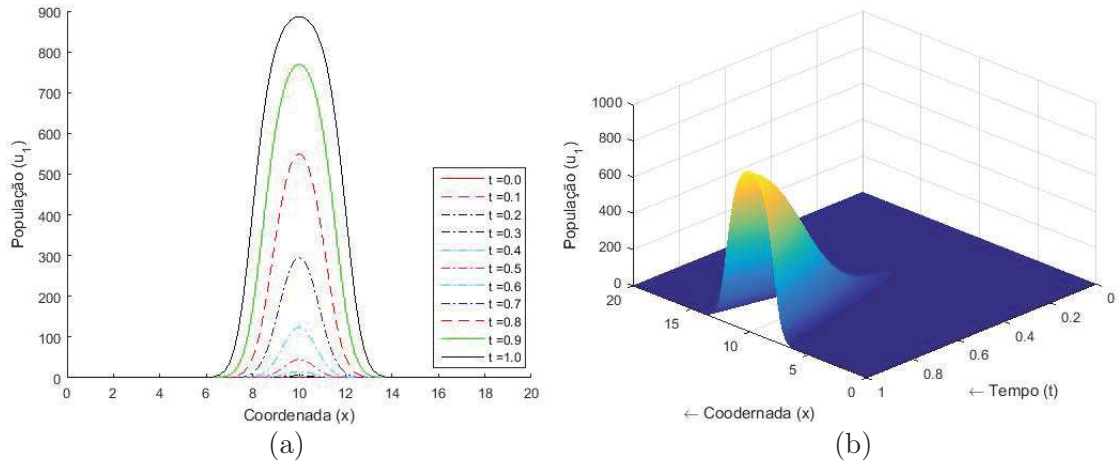 900
800
700
600
500
400
300
200
100
0
População (u1)
0 2 4 6 8 10 12 14 16 18 20
Coordenada (x)
t =0.0
t =0.1
t =0.2
t =0.3
t =0.4
t =0.5
t =0.6
t =0.7
t =0.8
t =0.9
t =1.0
(a)
1000
800
600
400
200
0
População (u1)
20
15
10
5
0
← Coodernada (x)
1
0.8
0.6
0.4
0.2
0
← Tempo (t)
(b)